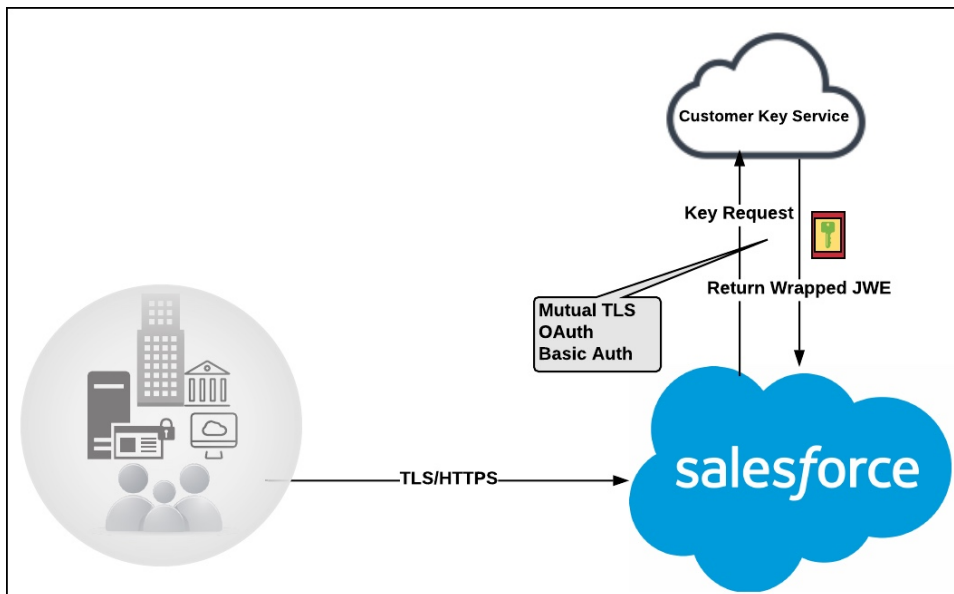 Customer Key Service
Key Request
Return Wrapped JWE
Mutual TLS
OAuth
Basic Auth
TLS/HTTPS
salesforce